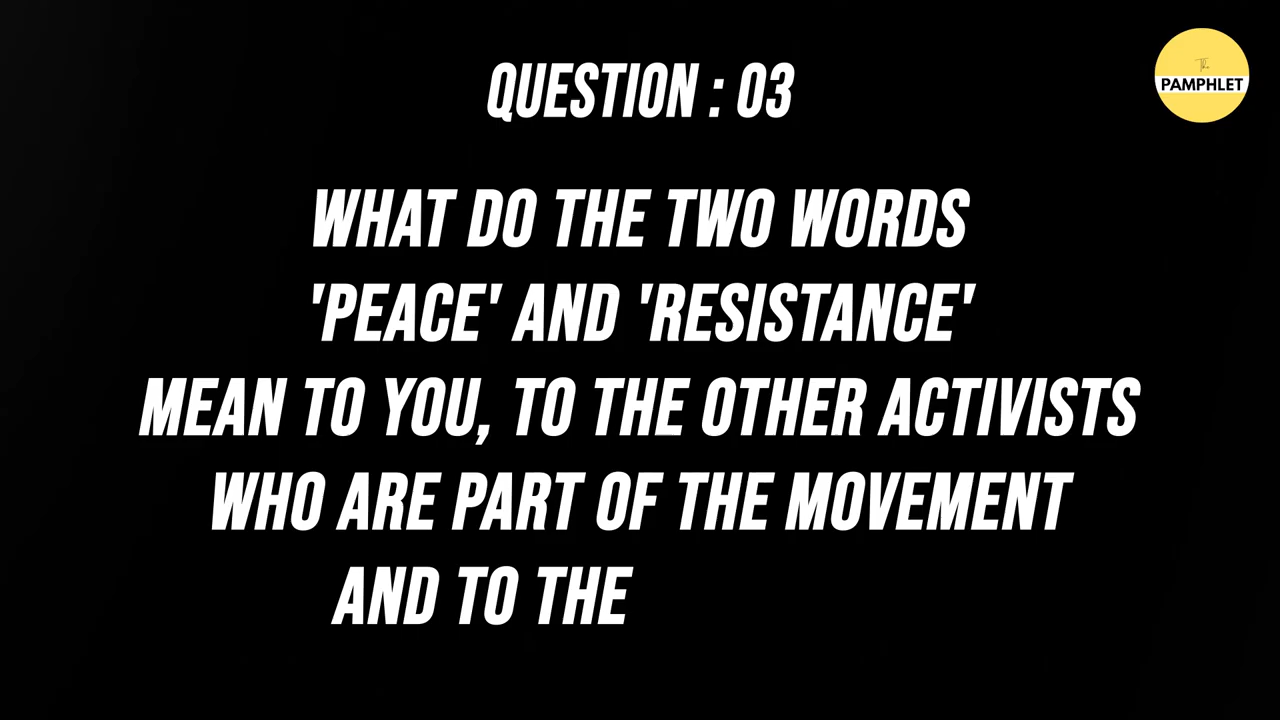 QUESTION : 03
The
PAMPHLET
WHAT DO THE TWO WORDS
'PEACE' AND 'RESISTANCE'
MEAN TO YOU, TO THE OTHER ACTIVISTS
WHO ARE PART OF THE MOVEMENT
AND TO THE